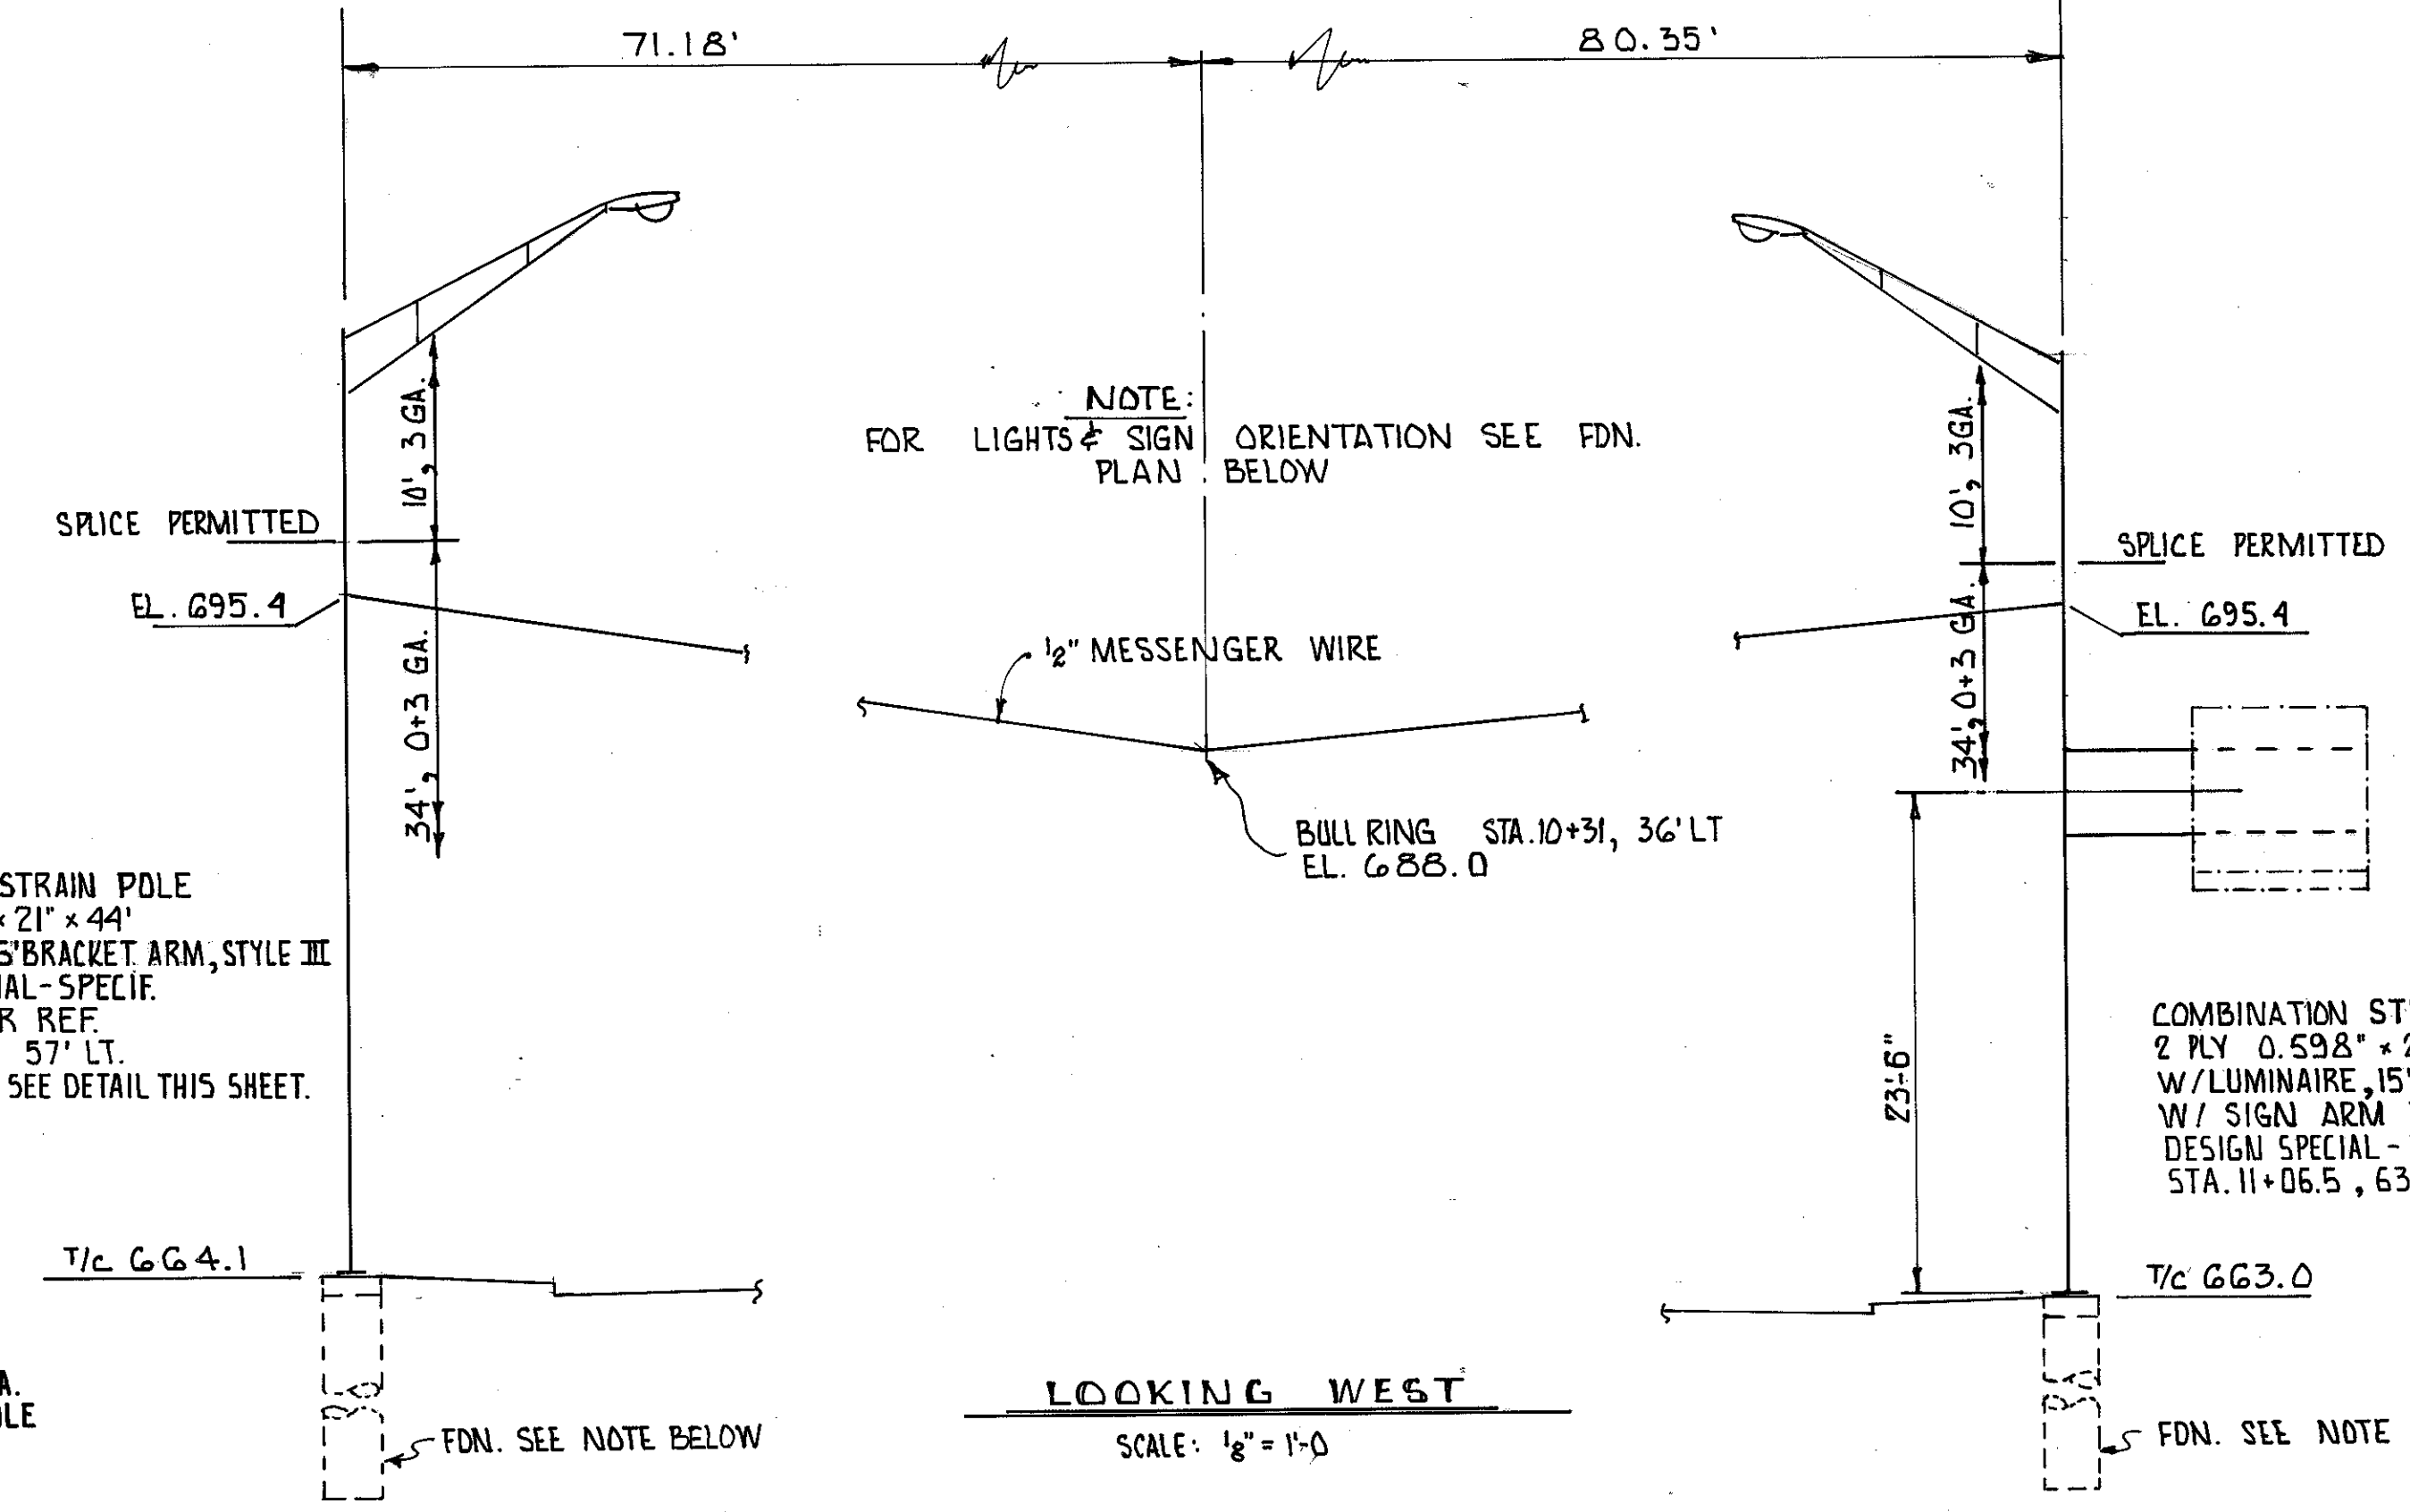 71.18'
80.35'
10', 3 GA.
10', 3GA.
NOTE:
FOR LIGHTS & SIGN ORIENTATION SEE FDN.
PLAN BELOW
SPLICE PERMITTED
SPLICE PERMITTED
EL. 695.4
EL. 695.4
34', 0+3 GA.
34', 0+3 GA.
1/2" MESSENGER WIRE
BULL RING STA.10+31, 36' LT
EL. 688.0
STRAIN POLE
× 21" × 44'
5' BRACKET ARM, STYLE III
IAL-SPECIF.
R REF.
57' LT.
SEE DETAIL THIS SHEET.
23'-6"
COMBINATION ST
2 PLY 0.598" ×
W/LUMINAIRE, 15'
W/ SIGN ARM
DESIGN SPECIAL-
STA. 11+06.5, 63
T/C 664.1
T/C 663.0
A.
OLE
FDN. SEE NOTE BELOW
LOOKING WEST
SCALE: 1/8" = 1'-0
FDN. SEE NOTE